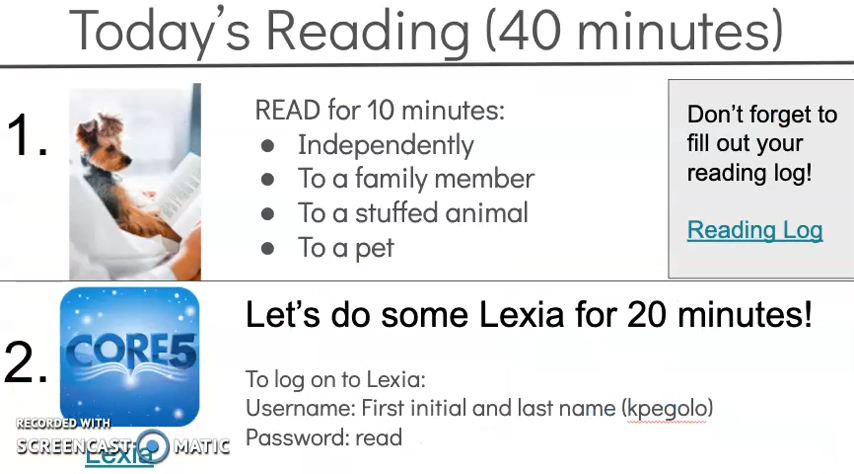 Today's Reading (40 minutes)
1.
READ for 10 minutes:
● Independently
● To a family member
● To a stuffed animal
● To a pet
Don't forget to
fill out your
reading log!
Reading Log
2.
CORE5
Lexia
Let's do some Lexia for 20 minutes!
To log on to Lexia:
Username: First initial and last name (kpegolo)
Password: read
RECORDED WITH
SCREENCAST MATIC